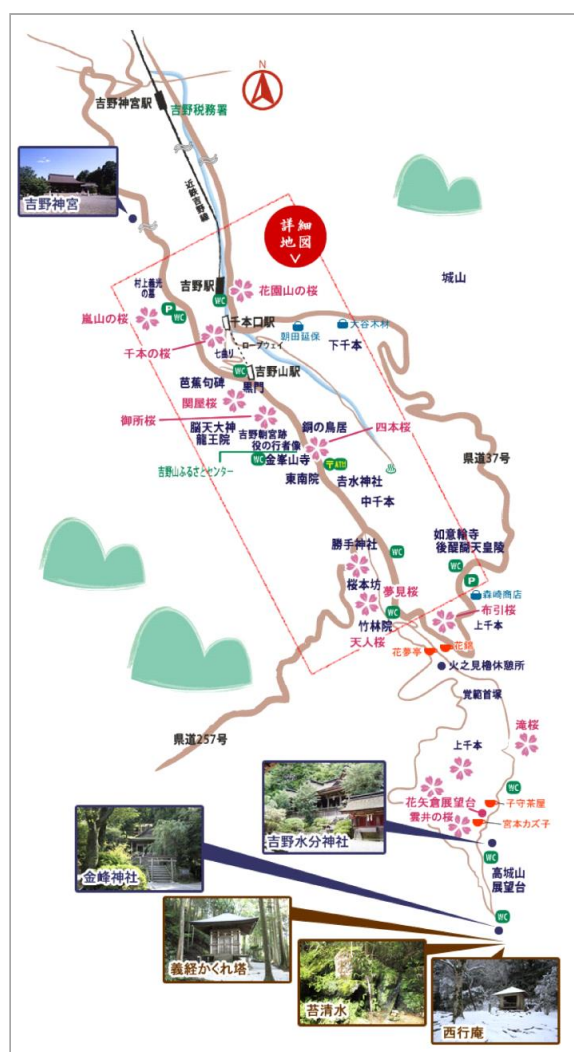 N
吉野神宮駅
吉野税務署
近鉄吉野線
吉野神宮
詳細
地図
城山
村上義光
の墓
吉野駅
WC
花園山の桜
P
WC
嵐山の桜
千本口駅
朝田延保
大谷木材
千本の桜
七曲り
ロープウェイ
下千本
WC
吉野山駅
芭蕉句碑
黒門
関屋桜
御所桜
脳天大神
龍王院
吉野朝宮跡
役の行者像
銅の鳥居
四本桜
吉野山ふるさとセンター
WC
金峯山寺
〒ATM
東南院
吉水神社
中千本
県道37号
如意輪寺
後醍醐天皇陵
勝手神社
WC
WC
桜本坊
夢見桜
P
森崎商店
WC
竹林院
布引桜
上千本
天人桜
花夢亭
花錦
火之見櫓休憩所
覚範首塚
県道257号
滝桜
上千本
WC
花矢倉展望台
子守茶屋
雲井の桜
宮本カズ子
吉野水分神社
WC
高城山
展望台
金峰神社
WC
義経かくれ塔
苔清水
西行庵